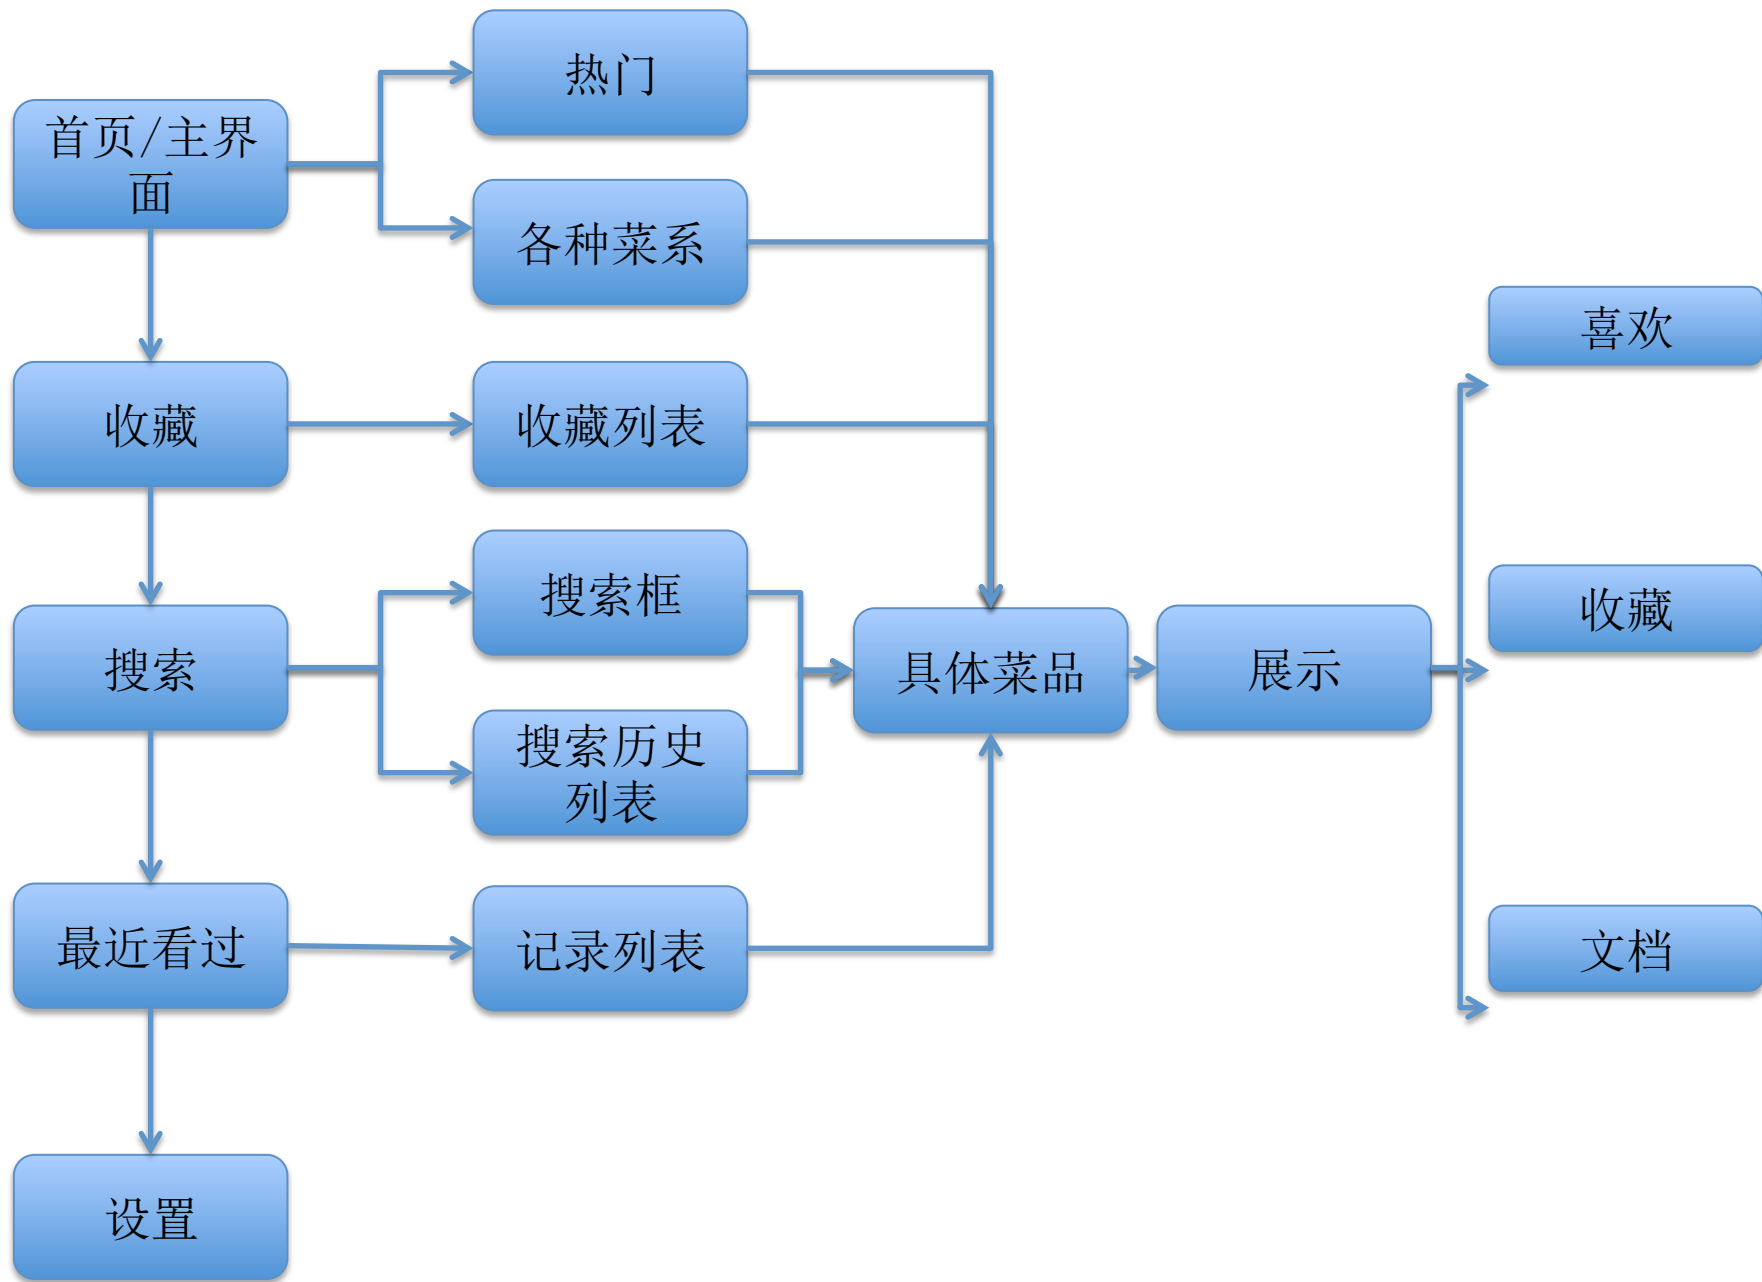 热门
首页/主界
面
各种菜系
喜欢
收藏
收藏列表
搜索框
收藏
搜索
具体菜品
展示
搜索历史
列表
最近看过
记录列表
文档
设置